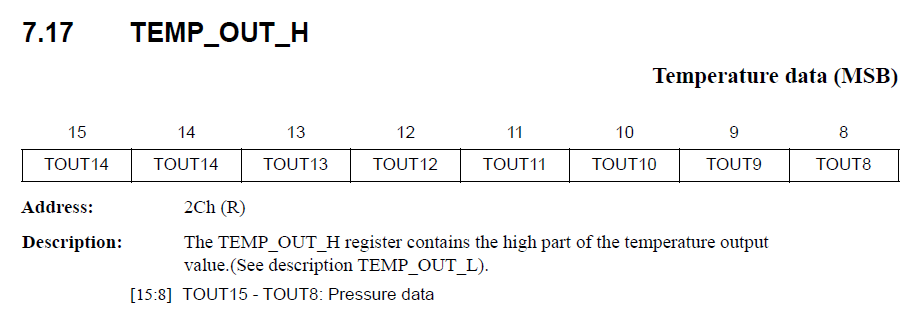 7.17 TEMP_OUT_H
Temperature data (MSB)
15 14 13 12 11 10 9 8
TOUT14 TOUT14 TOUT13 TOUT12 TOUT11 TOUT10 TOUT9 TOUT8
Address: 2Ch (R)
Description: The TEMP_OUT_H register contains the high part of the temperature output
value.(See description TEMP_OUT_L).
[15:8] TOUT15 - TOUT8: Pressure data